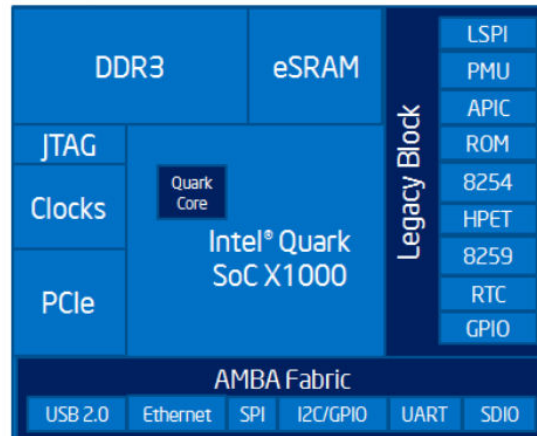 DDR3
eSRAM
JTAG
Clocks
PCIe
Quark
Core
Intel® Quark
SoC X1000
Legacy Block
LSPI
PMU
APIC
ROM
8254
HPET
8259
RTC
GPIO
AMBA Fabric
USB 2.0
Ethernet
SPI
I2C/GPIO
UART
SDIO